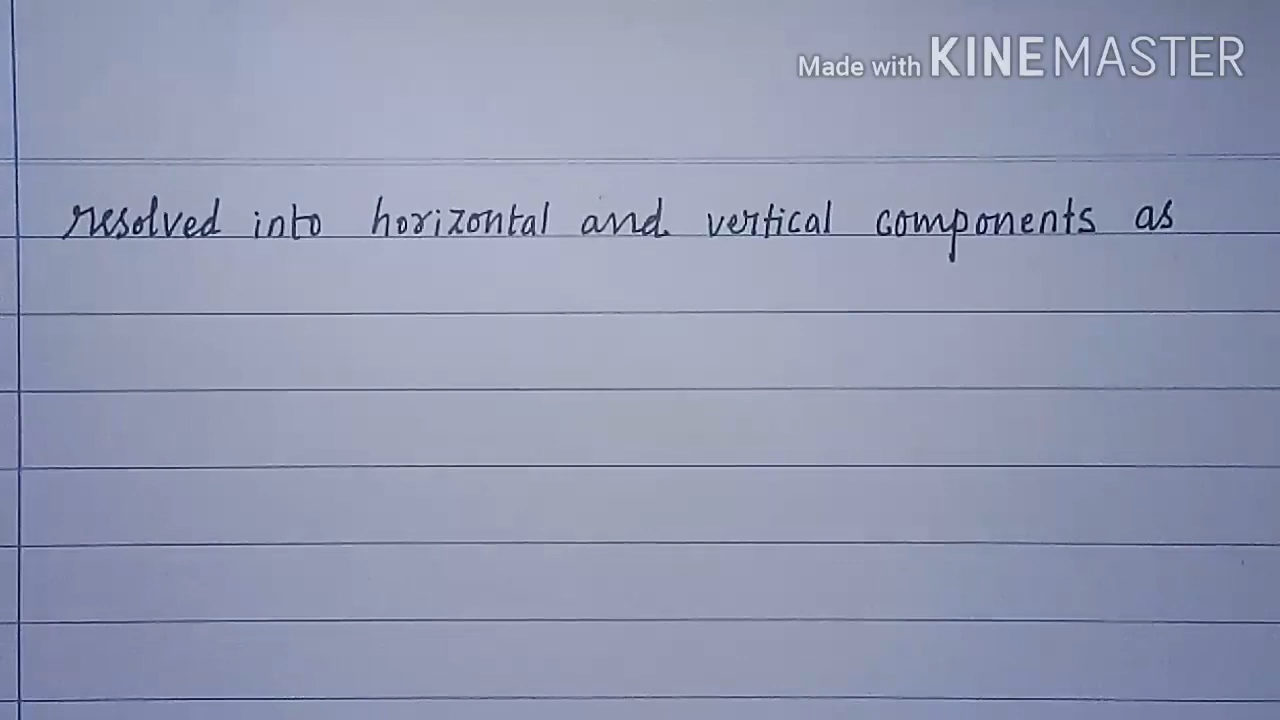 Made with KINEMASTER
resolved into horizontal and vertical components as